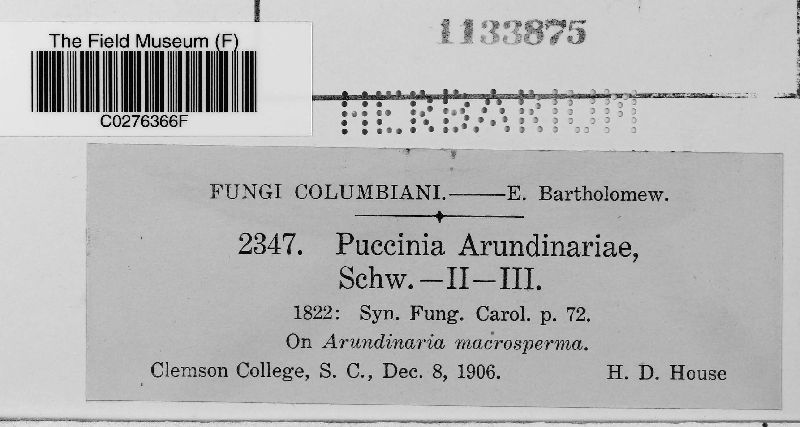 The Field Museum (F)
C0276366F
1133875
HERBARIUM
FUNGI COLUMBIANI.——E. Bartholomew.
2347. Puccinia Arundinariae,
Schw.—II—III.
1822: Syn. Fung. Carol. p. 72.
On Arundinaria macrosperma.
Clemson College, S. C., Dec. 8, 1906. H. D. House